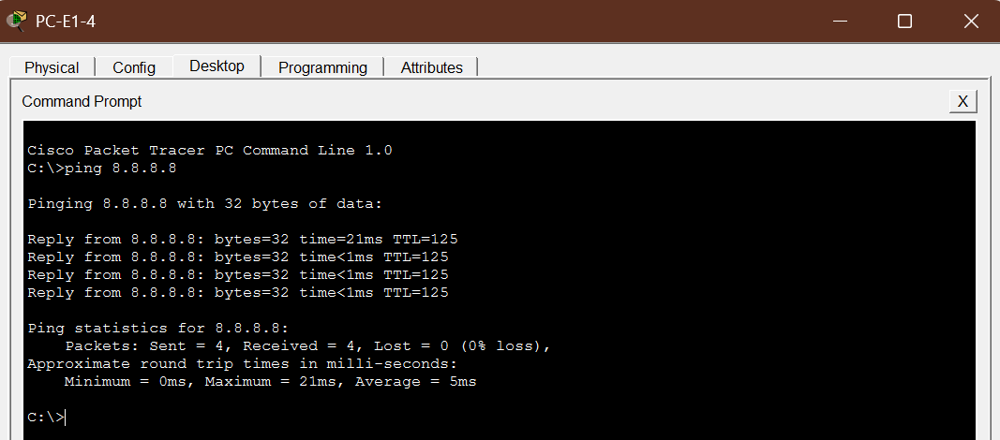 PC-E1-4
Physical Config Desktop Programming Attributes
Command Prompt X
Cisco Packet Tracer PC Command Line 1.0
C:\>ping 8.8.8.8
Pinging 8.8.8.8 with 32 bytes of data:
Reply from 8.8.8.8: bytes=32 time=21ms TTL=125
Reply from 8.8.8.8: bytes=32 time<1ms TTL=125
Reply from 8.8.8.8: bytes=32 time<1ms TTL=125
Reply from 8.8.8.8: bytes=32 time<1ms TTL=125
Ping statistics for 8.8.8.8:
    Packets: Sent = 4, Received = 4, Lost = 0 (0% loss),
Approximate round trip times in milli-seconds:
    Minimum = 0ms, Maximum = 21ms, Average = 5ms
C:\>